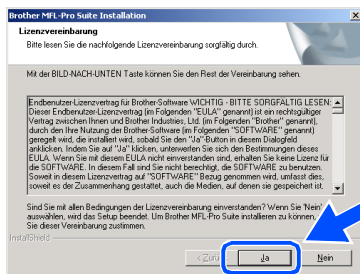 Brother MFL-Pro Suite Installation
Lizenzvereinbarung
Bitte lesen Sie die nachfolgende Lizenzvereinbarung sorgfältig durch.
Mit der BILD-NACH-UNTEN Taste können Sie den Rest der Vereinbarung sehen.
Endbenutzer-Lizenzvertrag für Brother-Software WICHTIG - BITTE SORGFÄLTIG LESEN:
Dieser Endbenutzer-Lizenzvertrag (im Folgenden "EULA" genannt) ist ein rechtsgültiger
Vertrag zwischen Ihnen und Brother Industries, Ltd. (im Folgenden "Brother" genannt),
durch den Ihre Nutzung der Brother-Software (im Folgenden "SOFTWARE" genannt)
geregelt wird, die installiert wird, sobald Sie den "Ja"-Button in diesem Dialogfeld
anklicken. Indem Sie auf "Ja" klicken, unterwerfen Sie sich den Bestimmungen dieses
EULA. Wenn Sie mit diesem EULA nicht einverstanden sind, erhalten Sie keine Lizenz für
die SOFTWARE. In diesem Fall sind Sie nicht berechtigt, die SOFTWARE zu benutzen.
Soweit in diesem Lizenzvertrag auf "SOFTWARE" Bezug genommen wird, umfasst dies,
soweit es der Zusammenhang gestattet, auch die Medien, auf denen sie gespeichert ist.
Sind Sie mit allen Bedingungen der Lizenzvereinbarung einverstanden? Wenn Sie 'Nein'
auswählen, wird das Setup beendet. Um Brother MFL-Pro Suite installieren zu können,
Sie dieser Vereinbarung zustimmen.
InstallShield
Ja
Nein